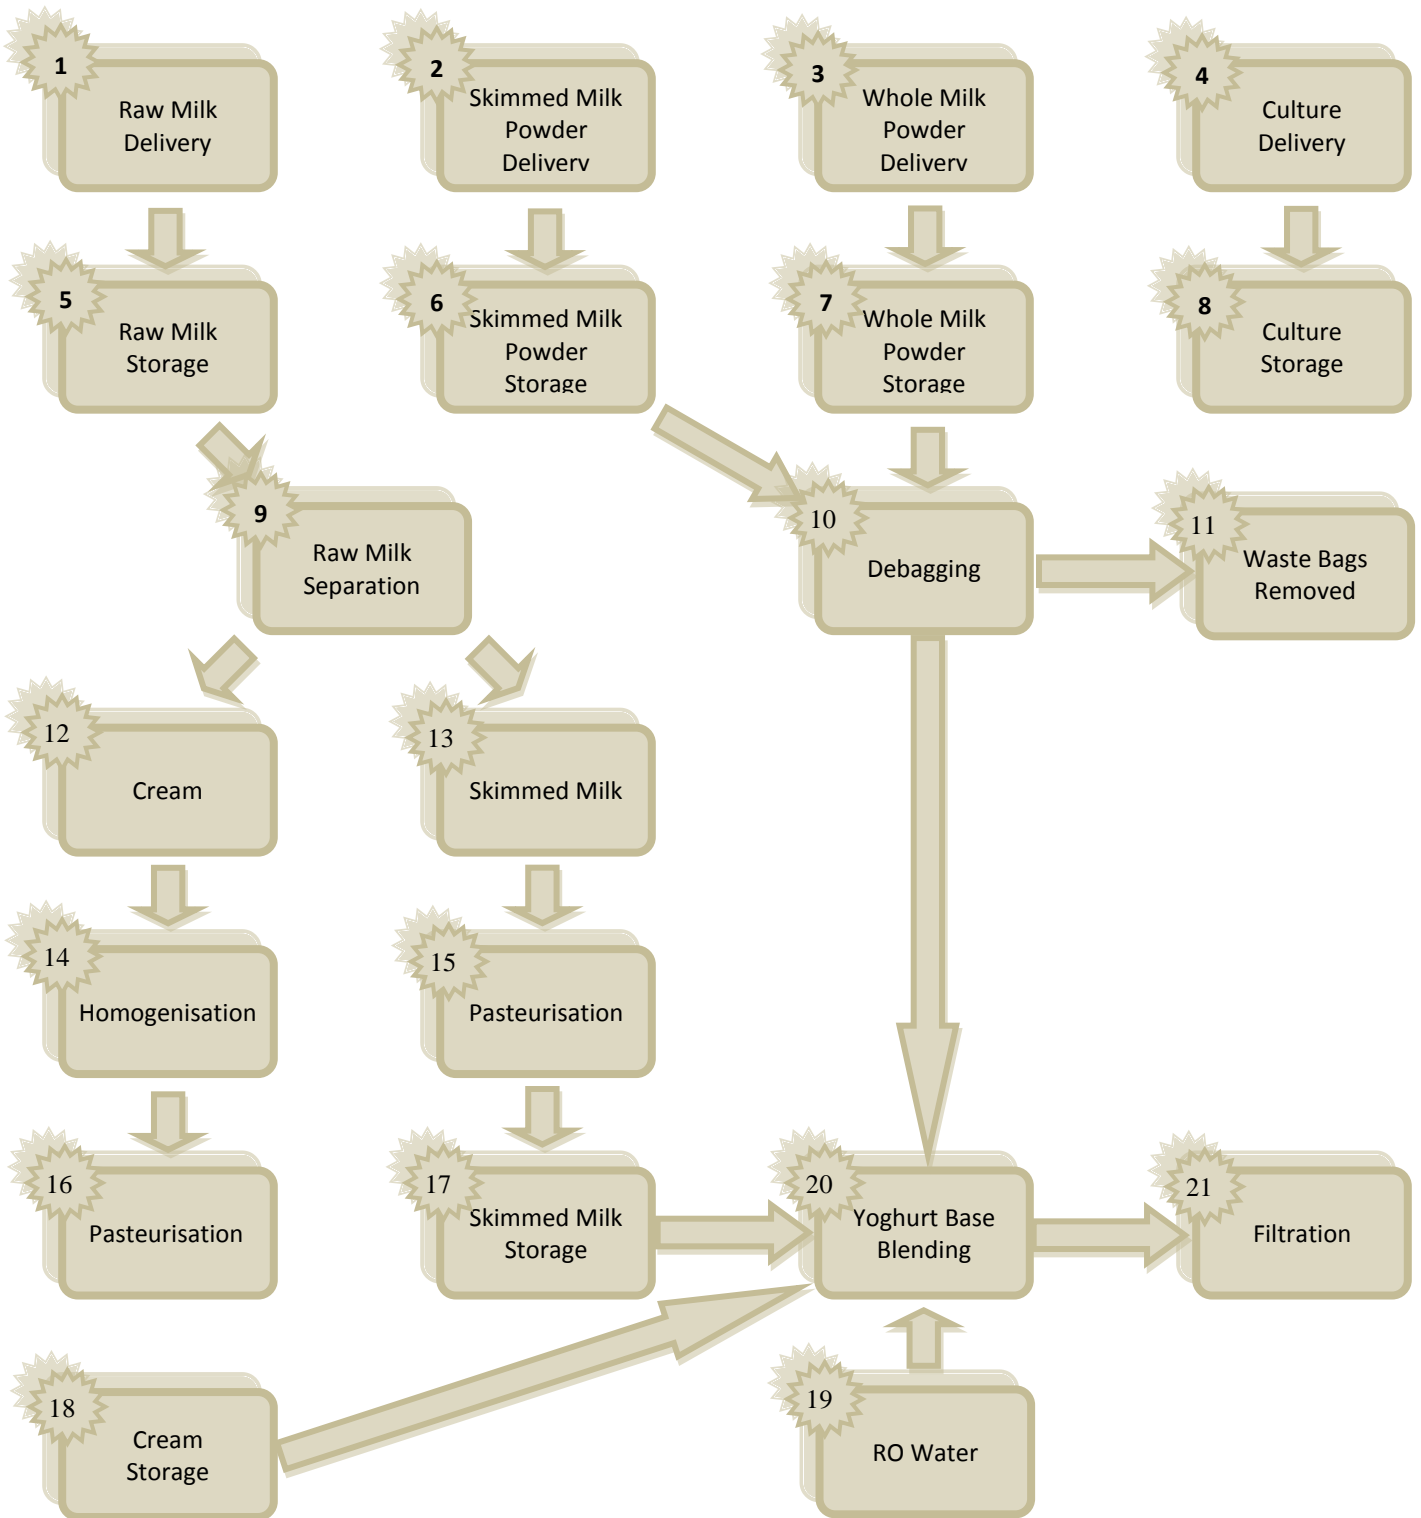 1
Raw Milk
Delivery
2
Skimmed Milk
Powder
Delivery
3
Whole Milk
Powder
Delivery
4
Culture
Delivery
5
Raw Milk
Storage
6
Skimmed Milk
Powder
Storage
7
Whole Milk
Powder
Storage
8
Culture
Storage
9
Raw Milk
Separation
10
Debagging
11
Waste Bags
Removed
12
Cream
13
Skimmed Milk
14
Homogenisation
15
Pasteurisation
16
Pasteurisation
17
Skimmed Milk
Storage
20
Yoghurt Base
Blending
21
Filtration
18
Cream
Storage
19
RO Water